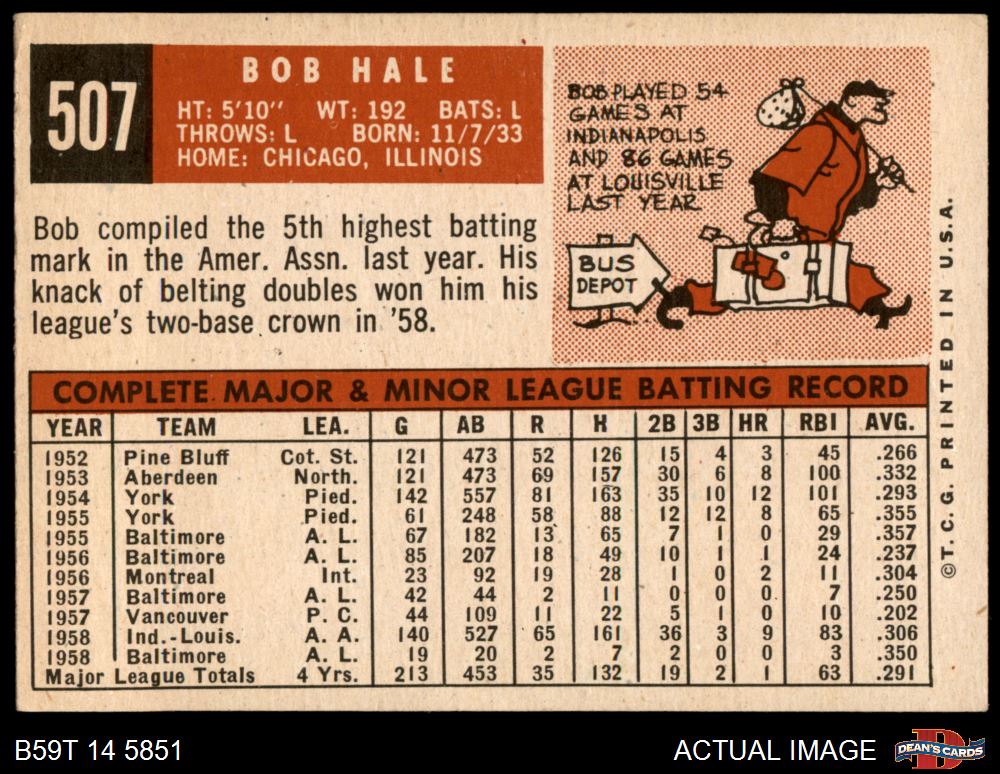 507
BOB HALE
HT: 5'10" WT: 192 BATS: L
THROWS: L BORN: 11/7/33
HOME: CHICAGO, ILLINOIS
BOB PLAYED 54
GAMES AT
INDIANAPOLIS
AND 86 GAMES
AT LOUISVILLE
LAST YEAR
BUS
DEPOT
Bob compiled the 5th highest batting
mark in the Amer. Assn. last year. His
knack of belting doubles won him his
league's two-base crown in '58.
COMPLETE MAJOR & MINOR LEAGUE BATTING RECORD
YEAR TEAM LEA. G AB R H 2B 3B HR RBI AVG.
1952 Pine Bluff Cot. St. 121 473 52 126 15 4 3 45 .266
1953 Aberdeen North. 121 473 69 157 30 6 8 100 .332
1954 York Pied. 142 557 81 163 35 10 12 101 .293
1955 York Pied. 61 248 58 88 12 12 8 65 .355
1955 Baltimore A. L. 67 182 13 65 7 1 0 29 .357
1956 Baltimore A. L. 85 207 18 49 10 1 1 24 .237
1956 Montreal Int. 23 92 19 28 1 0 2 11 .304
1957 Baltimore A. L. 42 44 2 11 0 0 0 7 .250
1957 Vancouver P. C. 44 109 11 22 5 1 0 10 .202
1958 Ind.-Louis. A. A. 140 527 65 161 36 3 9 83 .306
1958 Baltimore A. L. 19 20 2 7 2 0 0 3 .350
Major League Totals 4 Yrs. 213 453 35 132 19 2 1 63 .291
©T. C. G. PRINTED IN U.S.A.
B59T 14 5851
ACTUAL IMAGE
DEAN'S CARDS